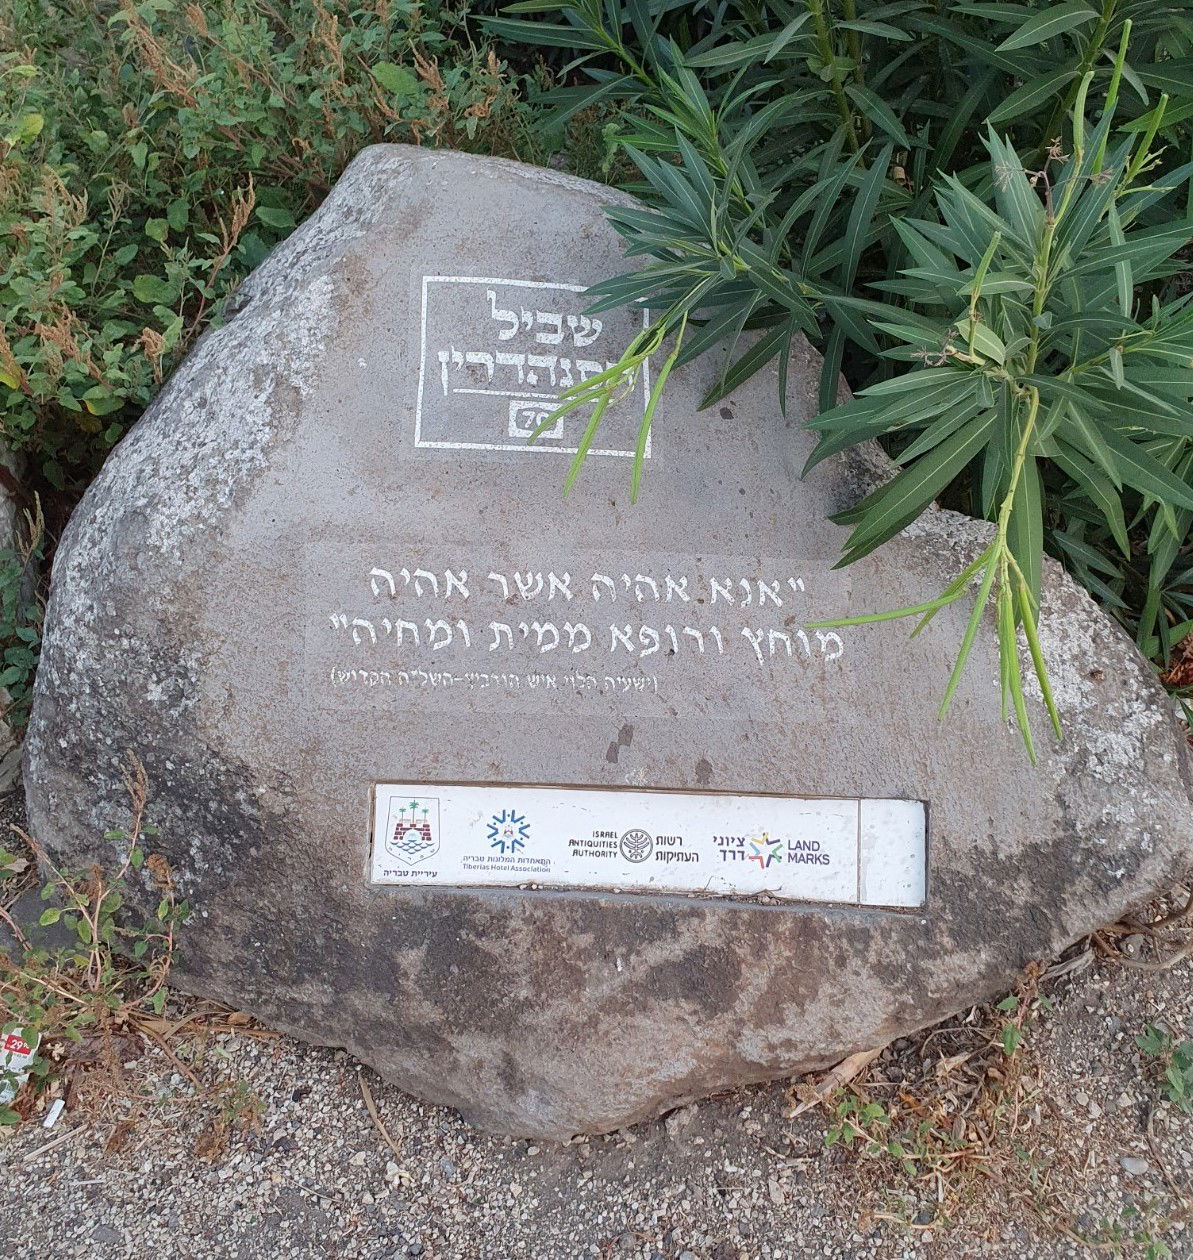 שביל
הסנהדרין
70
"אנא אהיה אשר אהיה
מוחץ ורופא ממית ומחיה"
(ישעיה הלוי איש הורביץ-השל"ה הקדוש)
עיריית טבריה
התאחדות המלונות טבריה
Tiberias Hotel Association
ISRAEL
ANTIQUITIES
AUTHORITY
רשות
העתיקות
ציוני
דרך
LAND
MARKS
29